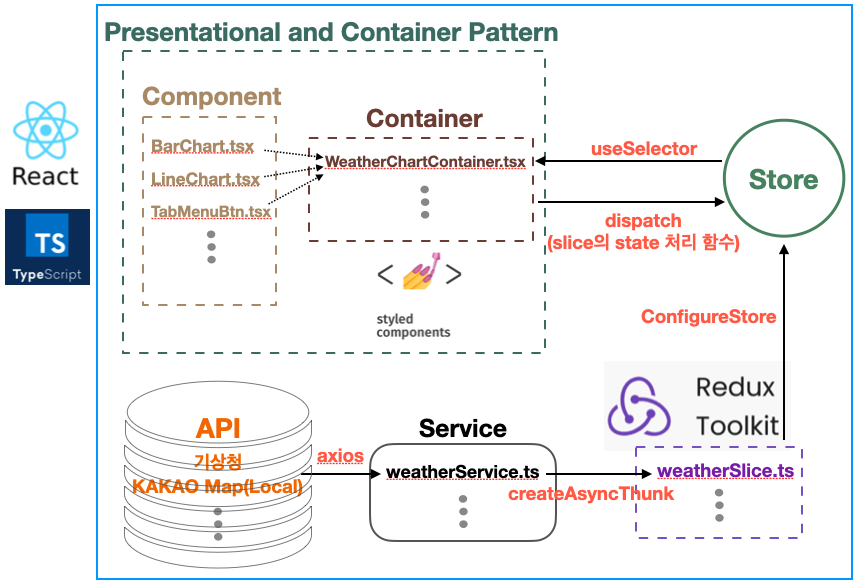 Presentational and Container Pattern
Component
BarChart.tsx
LineChart.tsx
TabMenuBtn.tsx
Container
WeatherChartContainer.tsx
styled
components
React
TS
TypeScript
useSelector
Store
dispatch
(slice의 state 처리 함수)
ConfigureStore
Redux
Toolkit
API
기상청
KAKAO Map(Local)
axios
Service
weatherService.ts
createAsyncThunk
weatherSlice.ts